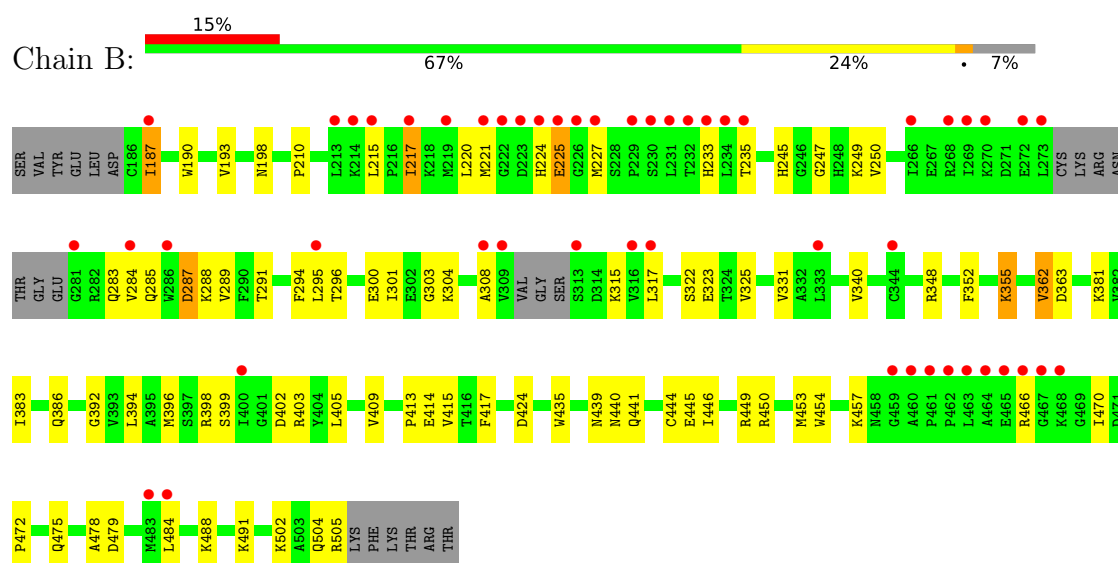 15%
Chain B:
67% 24% • 7%
SER VAL TYR GLU LEU ASP C186 I187 W190 V193 N198 P210 L213 K214 L215 P216 I217 K218 M219 L220 M221 G222 D223 H224 E225 G226 M227 S228 P229 S230 L231 T232 H233 L234 T235 H245 G246 G247 H248 K249 V250 I266 E267 R268 I269 K270 D271 E272 L273 CYS LYS ARG ASN
THR GLY GLU G281 R282 Q283 V284 Q285 W286 D287 K288 V289 F290 T291 F294 L295 T296 E300 I301 E302 G303 K304 A308 V309 VAL GLY SER S313 D314 K315 V316 L317 S322 E323 T324 V325 V331 A332 L333 V340 C344 R348 F352 K355 V362 D363 K381 V382
I383 Q386 G392 V393 L394 A395 M396 S397 R398 S399 I400 G401 D402 R403 Y404 L405 V409 P413 E414 V415 T416 F417 D424 W435 N439 N440 Q441 C444 E445 I446 R449 R450 M453 W454 K457 N458 G459 A460 P461 P462 L463 A464 E465 R466 G467 K468 G469 I470 D471
P472 Q475 A478 D479 M483 L484 K488 K491 K502 A503 Q504 R505 LYS PHE LYS THR ARG THR